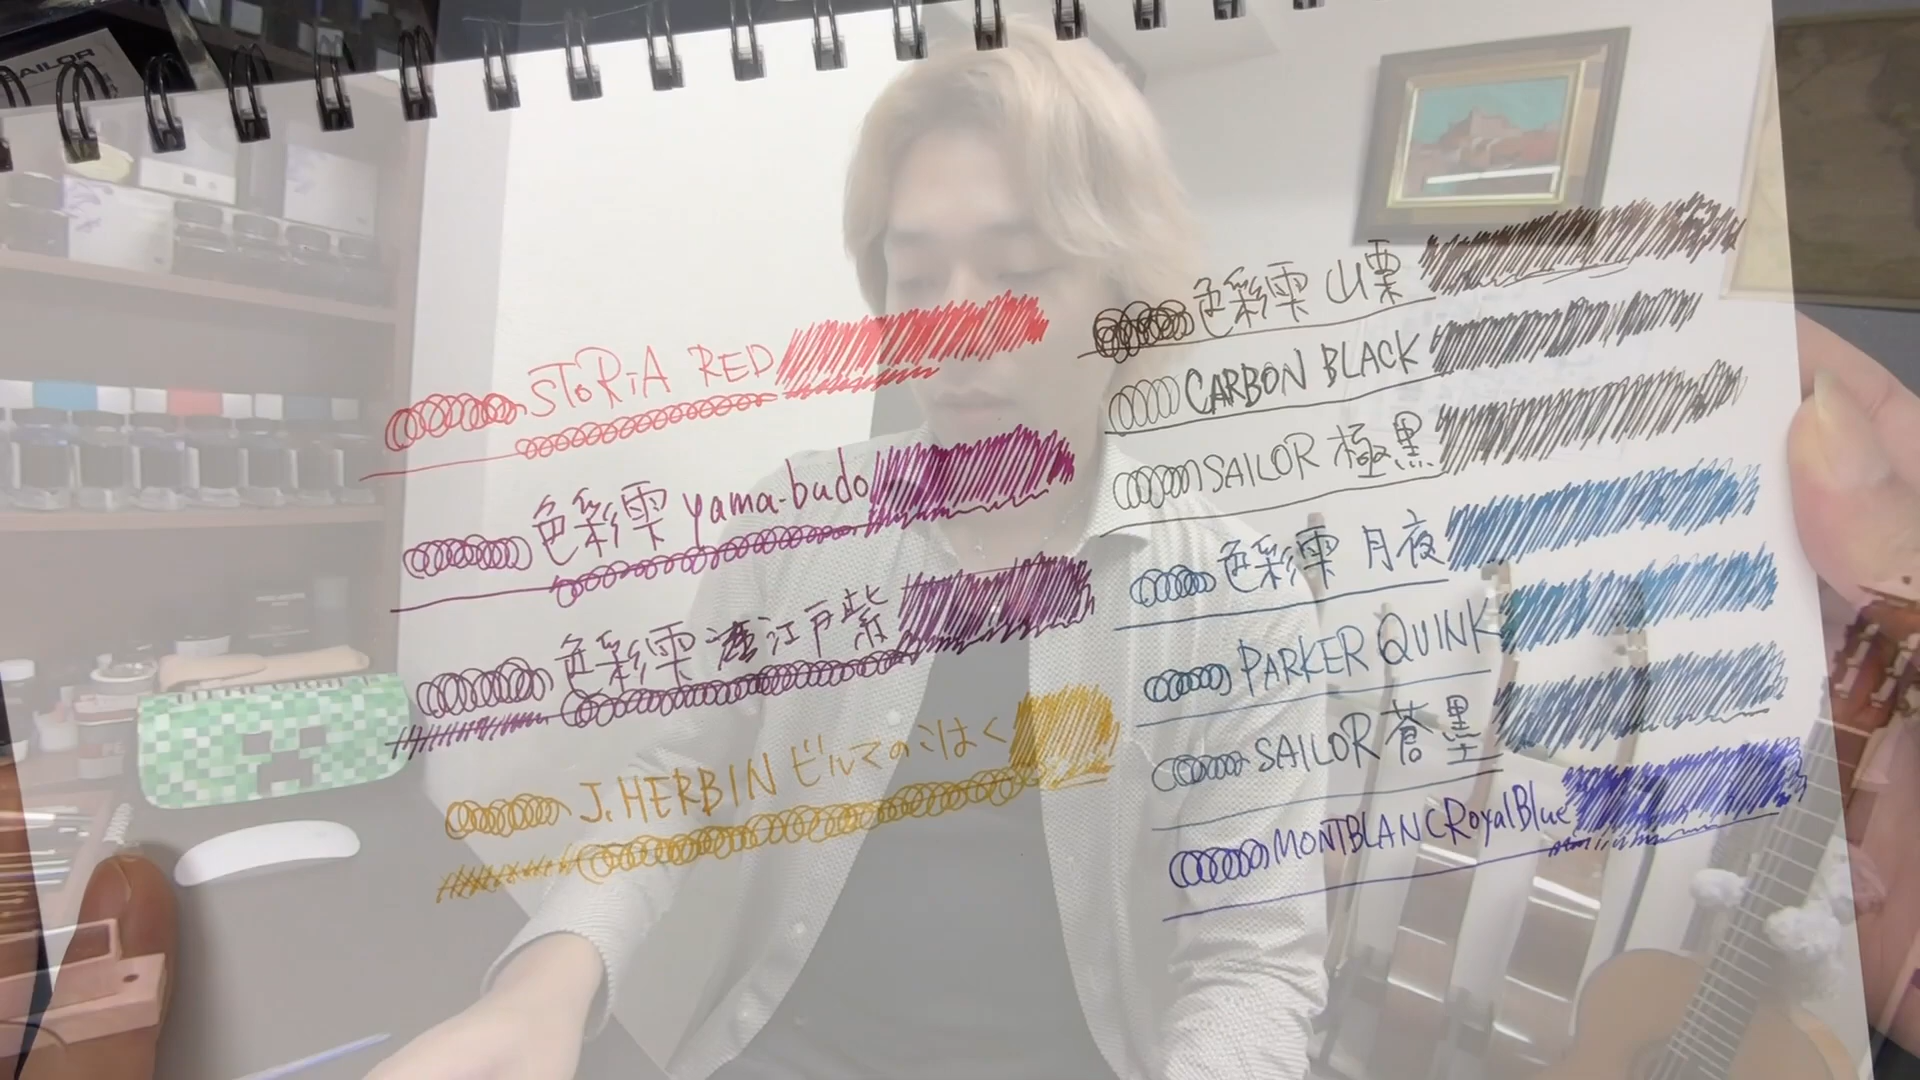 SAILOR
STORiA RED
色彩雫 yama-budo
色彩雫 江戸紫
J. HERBIN ビルマのこはく
色彩雫 山栗
CARBON BLACK
SAILOR 極黒
色彩雫 月夜
PARKER QUINK
SAILOR 蒼墨
MONTBLANC Royal Blue